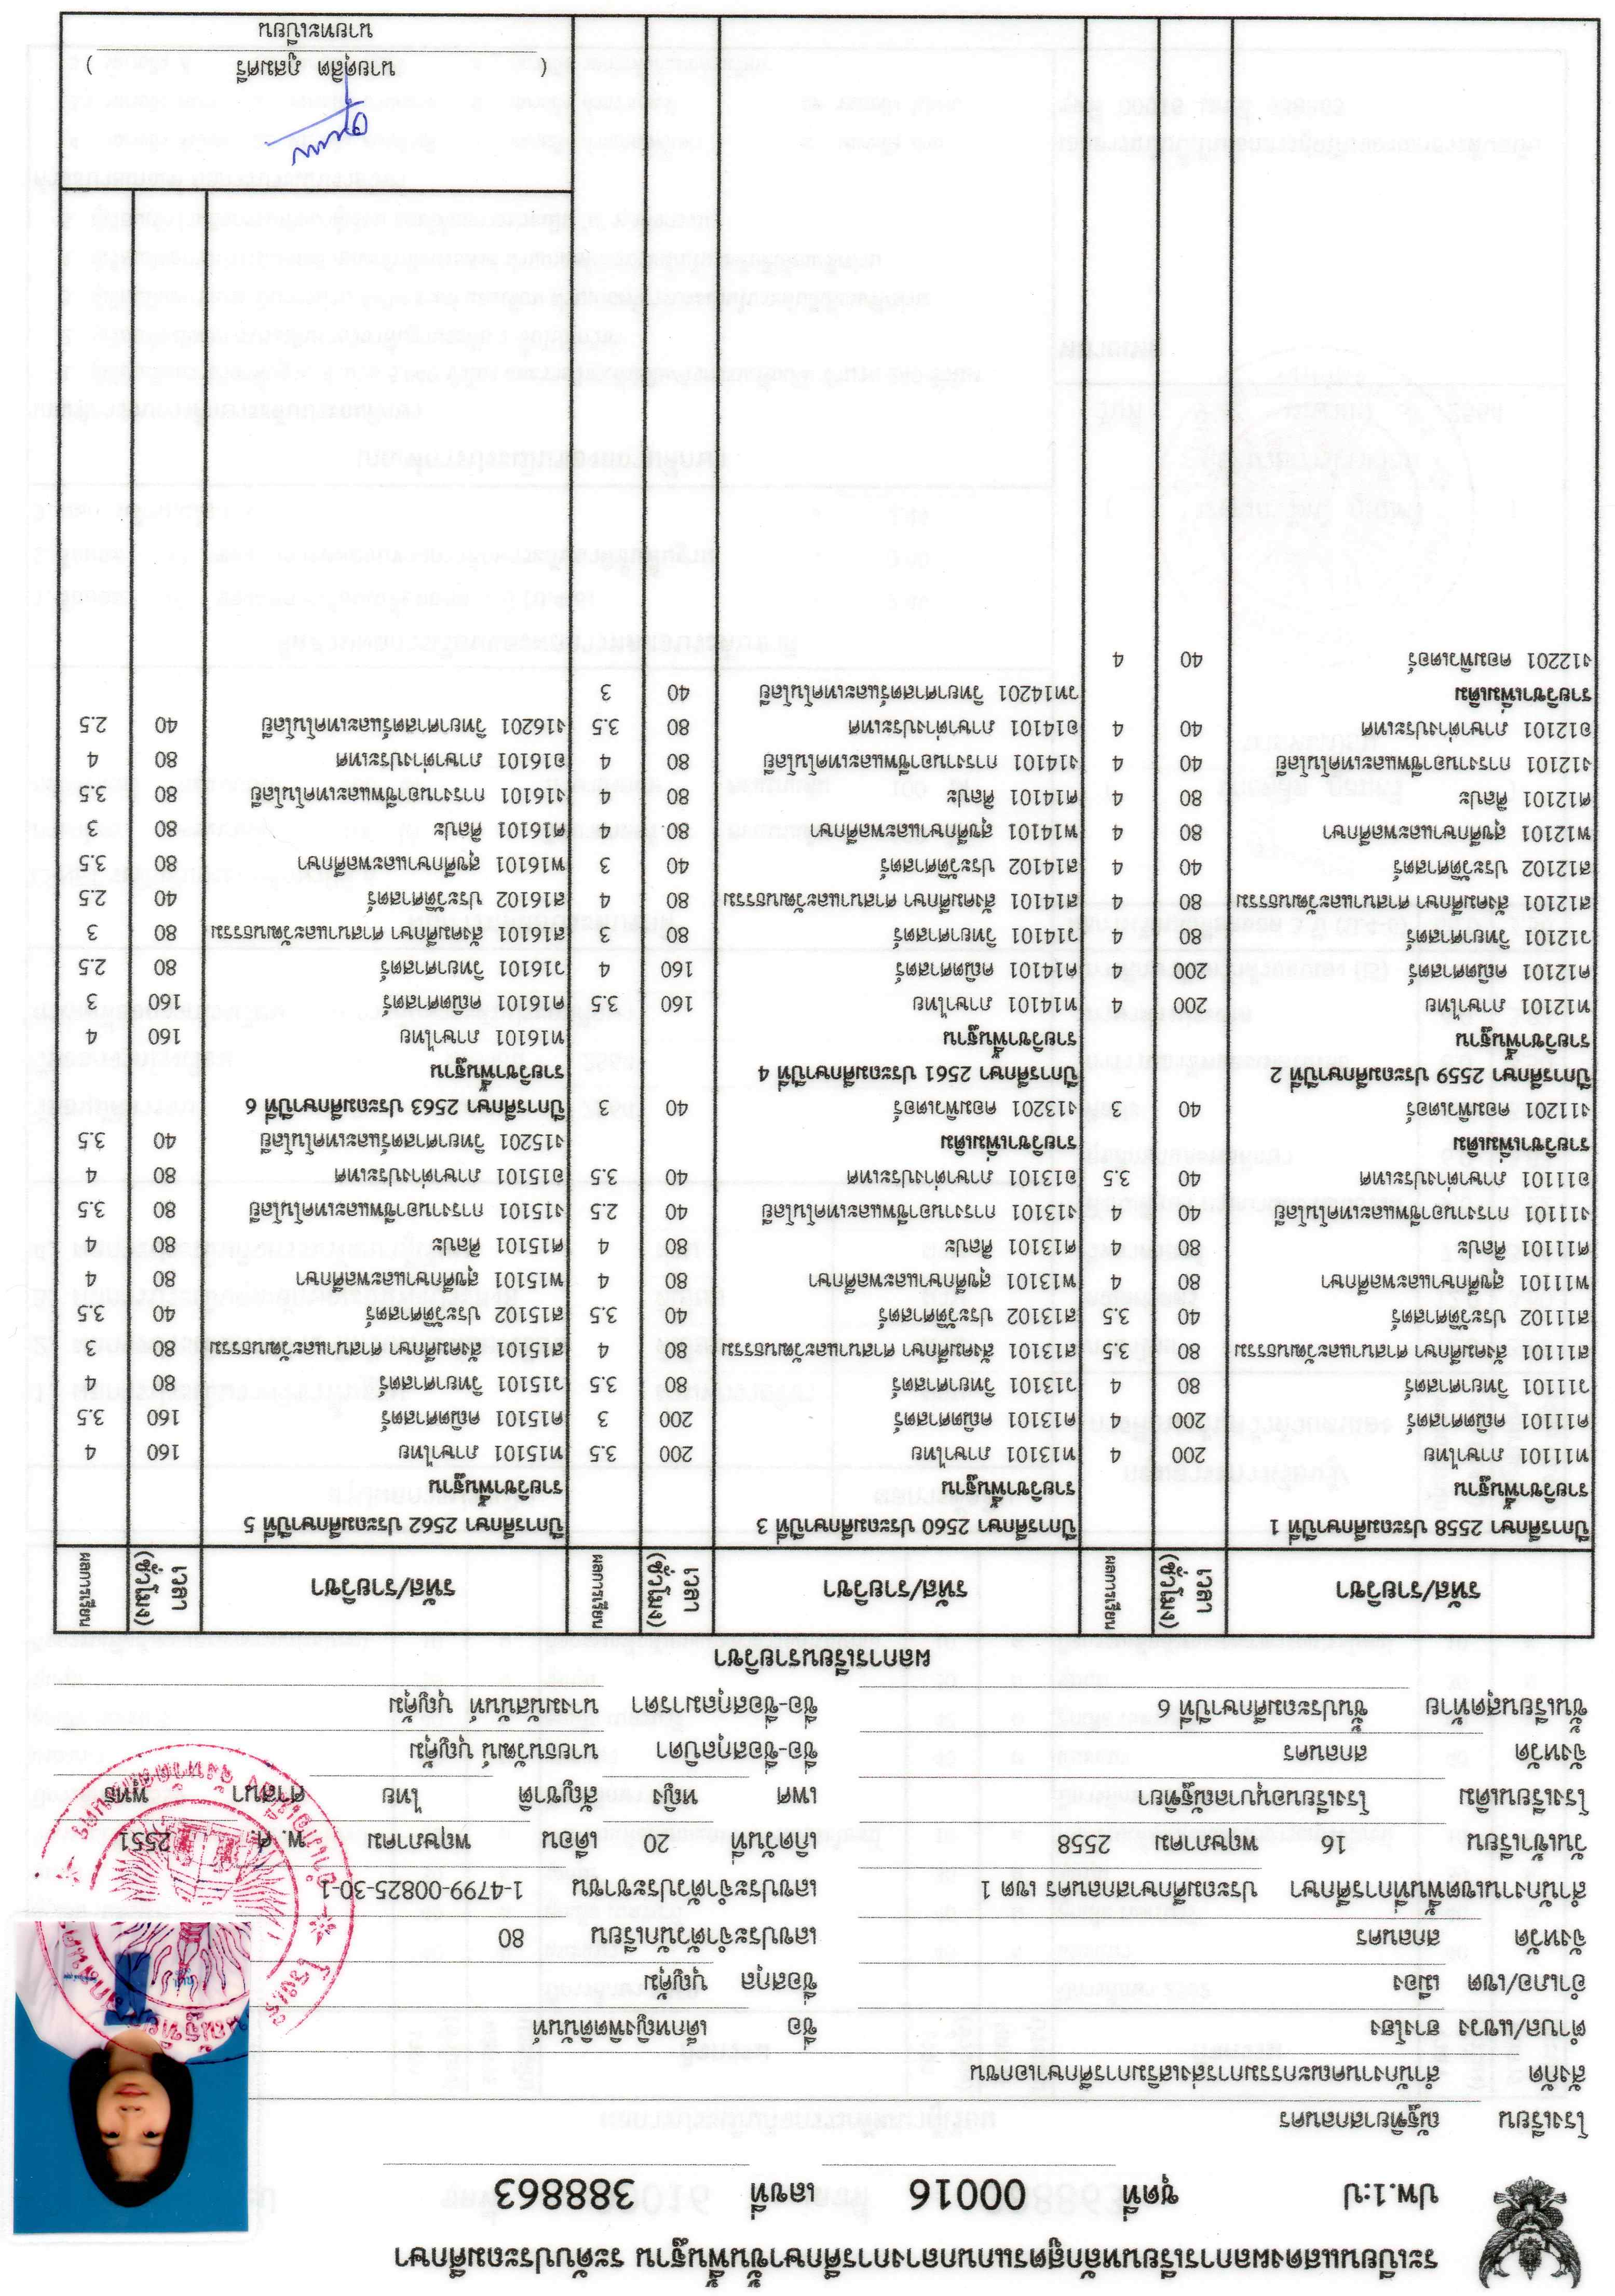 ระเบียนแสดงผลการเรียนหลักสูตรแกนกลางการศึกษาขั้นพื้นฐาน ระดับประถมศึกษา
ปพ.1:ป ชุดที่ 00016 เลขที่ 388863
โรงเรียน ณัฐวิทยาสกลนคร
สังกัด สำนักงานคณะกรรมการส่งเสริมการศึกษาเอกชน
ตำบล/แขวง ฮางโฮง ชื่อ เด็กหญิงพิตตินันท์
อำเภอ/เขต เมือง ชื่อสกุล บุญคุ้ม
จังหวัด สกลนคร เลขประจำตัวนักเรียน 80
สำนักงานเขตพื้นที่การศึกษา ประถมศึกษาสกลนคร เขต 1 เลขประจำตัวประชาชน 1-4799-00825-30-1
วันเข้าเรียน 16 พฤษภาคม 2558 เกิดวันที่ 20 เดือน พฤษภาคม พ.ศ. 2551
โรงเรียนเดิม โรงเรียนอนุบาลณัฐวิทยา เพศ หญิง สัญชาติ ไทย ศาสนา พุทธ
จังหวัด สกลนคร ชื่อ-ชื่อสกุลบิดา นายธนวัฒน์ บุญคุ้ม
ชั้นเรียนสุดท้าย ชั้นประถมศึกษาปีที่ 6 ชื่อ-ชื่อสกุลมารดา นางมนัสนันท์ บุญคุ้ม
ผลการเรียนรายวิชา
รหัส/รายวิชา เวลา (ชั่วโมง) ผลการเรียน รหัส/รายวิชา เวลา (ชั่วโมง) ผลการเรียน รหัส/รายวิชา เวลา (ชั่วโมง) ผลการเรียน
ปีการศึกษา 2558 ประถมศึกษาปีที่ 1
รายวิชาพื้นฐาน
ท11101 ภาษาไทย 200 4
ค11101 คณิตศาสตร์ 200 4
ว11101 วิทยาศาสตร์ 80 4
ส11101 สังคมศึกษา ศาสนาและวัฒนธรรม 80 3.5
ส11102 ประวัติศาสตร์ 40 3.5
พ11101 สุขศึกษาและพลศึกษา 80 4
ศ11101 ศิลปะ 80 4
ง11101 การงานอาชีพและเทคโนโลยี 40 4
อ11101 ภาษาต่างประเทศ 40 3.5
รายวิชาเพิ่มเติม
ง11201 คอมพิวเตอร์ 40 3
ปีการศึกษา 2559 ประถมศึกษาปีที่ 2
รายวิชาพื้นฐาน
ท12101 ภาษาไทย 200 4
ค12101 คณิตศาสตร์ 200 4
ว12101 วิทยาศาสตร์ 80 4
ส12101 สังคมศึกษา ศาสนาและวัฒนธรรม 80 4
ส12102 ประวัติศาสตร์ 40 4
พ12101 สุขศึกษาและพลศึกษา 80 4
ศ12101 ศิลปะ 80 4
ง12101 การงานอาชีพและเทคโนโลยี 40 4
อ12101 ภาษาต่างประเทศ 40 4
รายวิชาเพิ่มเติม
ง12201 คอมพิวเตอร์ 40 4
ปีการศึกษา 2560 ประถมศึกษาปีที่ 3
รายวิชาพื้นฐาน
ท13101 ภาษาไทย 200 3.5
ค13101 คณิตศาสตร์ 200 3
ว13101 วิทยาศาสตร์ 80 3.5
ส13101 สังคมศึกษา ศาสนาและวัฒนธรรม 80 4
ส13102 ประวัติศาสตร์ 40 3.5
พ13101 สุขศึกษาและพลศึกษา 80 4
ศ13101 ศิลปะ 80 4
ง13101 การงานอาชีพและเทคโนโลยี 40 2.5
อ13101 ภาษาต่างประเทศ 40 3.5
รายวิชาเพิ่มเติม
ง13201 คอมพิวเตอร์ 40 3
ปีการศึกษา 2561 ประถมศึกษาปีที่ 4
รายวิชาพื้นฐาน
ท14101 ภาษาไทย 160 3.5
ค14101 คณิตศาสตร์ 160 4
ว14101 วิทยาศาสตร์ 80 3
ส14101 สังคมศึกษา ศาสนาและวัฒนธรรม 80 4
ส14102 ประวัติศาสตร์ 40 3
พ14101 สุขศึกษาและพลศึกษา 80 4
ศ14101 ศิลปะ 80 4
ง14101 การงานอาชีพและเทคโนโลยี 80 4
อ14101 ภาษาต่างประเทศ 80 3.5
วท14201 วิทยาศาสตร์และเทคโนโลยี 40 3
ปีการศึกษา 2562 ประถมศึกษาปีที่ 5
รายวิชาพื้นฐาน
ท15101 ภาษาไทย 160 4
ค15101 คณิตศาสตร์ 160 3.5
ว15101 วิทยาศาสตร์ 80 4
ส15101 สังคมศึกษา ศาสนาและวัฒนธรรม 80 3
ส15102 ประวัติศาสตร์ 40 3.5
พ15101 สุขศึกษาและพลศึกษา 80 4
ศ15101 ศิลปะ 80 4
ง15101 การงานอาชีพและเทคโนโลยี 80 3.5
อ15101 ภาษาต่างประเทศ 80 4
ง15201 วิทยาศาสตร์และเทคโนโลยี 40 3.5
ปีการศึกษา 2563 ประถมศึกษาปีที่ 6
รายวิชาพื้นฐาน
ท16101 ภาษาไทย 160 4
ค16101 คณิตศาสตร์ 160 3
ว16101 วิทยาศาสตร์ 80 2.5
ส16101 สังคมศึกษา ศาสนาและวัฒนธรรม 80 3
ส16102 ประวัติศาสตร์ 40 2.5
พ16101 สุขศึกษาและพลศึกษา 80 3.5
ศ16101 ศิลปะ 80 3
ง16101 การงานอาชีพและเทคโนโลยี 80 3.5
อ16101 ภาษาต่างประเทศ 80 4
ง16201 วิทยาศาสตร์และเทคโนโลยี 40 2.5
( นายดุสิต ภูสมศรี )
นายทะเบียน